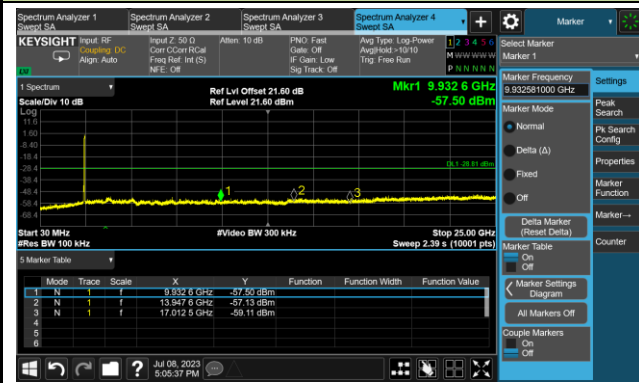 Spectrum Analyzer 1
Swept SA
Spectrum Analyzer 2
Swept SA
Spectrum Analyzer 3
Swept SA
Spectrum Analyzer 4
Swept SA
Marker
KEYSIGHT
Input: RF
Coupling: DC
Align: Auto
Input Z: 50 Ω
Corr CCorr RCal
Freq Ref: Int (S)
NFE: Off
Atten: 10 dB
PNO: Fast
Gate: Off
IF Gain: Low
Sig Track: Off
Avg Type: Log-Power
Avg|Hold:>10/10
Trig: Free Run
1 2 3 4 5 6
M W W W W W
P N N N N N
Select Marker
Marker 1
1 Spectrum
Scale/Div 10 dB
Log
Ref Lvl Offset 21.60 dB
Ref Level 21.60 dBm
Mkr1 9.932 6 GHz
-57.50 dBm
11.6
1.60
-8.40
-18.4
-28.4
-38.4
-48.4
-58.4
-68.4
DL1 -28.81 dBm
1
2
3
Start 30 MHz
#Res BW 100 kHz
#Video BW 300 kHz
Stop 25.00 GHz
Sweep 2.39 s (10001 pts)
5 Marker Table
Mode Trace Scale X Y Function Function Width Function Value
1 N 1 f 9.932 6 GHz -57.50 dBm
2 N 1 f 13.947 6 GHz -57.13 dBm
3 N 1 f 17.012 5 GHz -59.11 dBm
4
5
6
Marker Frequency
9.932581000 GHz
Marker Mode
Normal
Delta (Δ)
Fixed
Off
Delta Marker
(Reset Delta)
Marker Table
On
Off
Marker Settings
Diagram
All Markers Off
Couple Markers
On
Off
Settings
Peak
Search
Pk Search
Config
Properties
Marker
Function
Marker→
Counter
Jul 08, 2023
5:05:37 PM